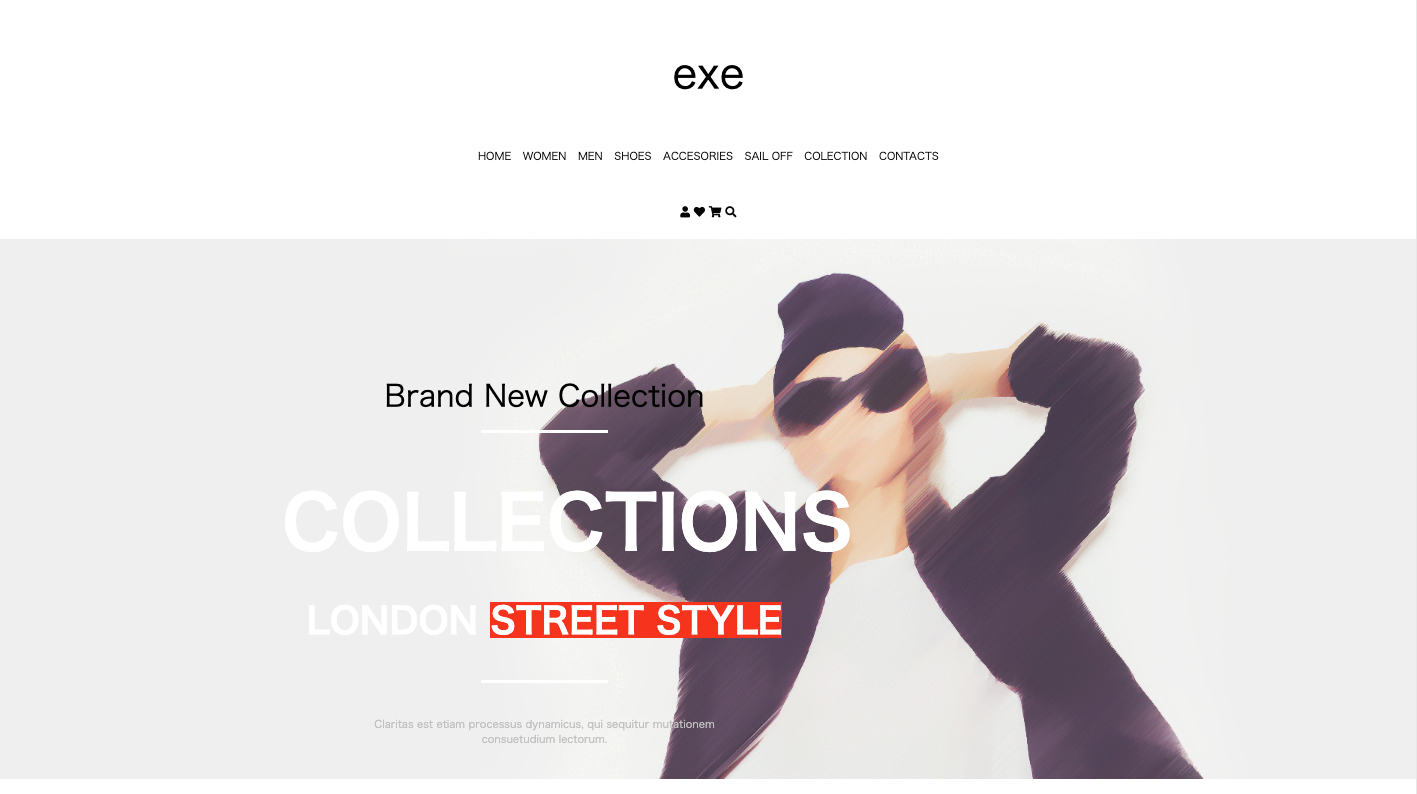 exe
HOME WOMEN MEN SHOES ACCESORIES SAIL OFF COLECTION CONTACTS
Brand New Collection
COLLECTIONS
LONDON STREET STYLE
Claritas est etiam processus dynamicus, qui sequitur mutationem
consuetudium lectorum.